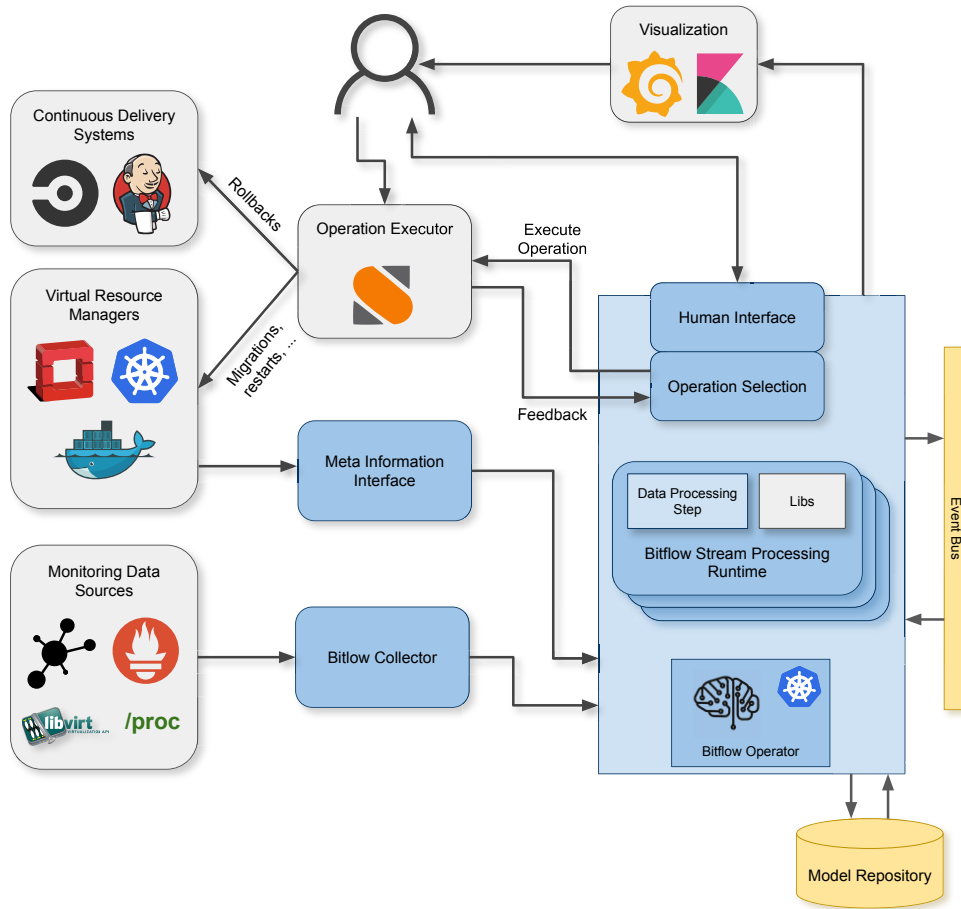 Visualization
Continuous Delivery
Systems
Rollbacks
Operation Executor
Execute
Operation
Virtual Resource
Managers
Migrations,
restarts, ...
Human Interface
Operation Selection
Feedback
Meta Information
Interface
Data Processing
Step
Libs
Bitflow Stream Processing
Runtime
Event Bus
Monitoring Data
Sources
Bitlow Collector
libvirt
VIRTUALIZATION API
/proc
Bitflow Operator
Model Repository